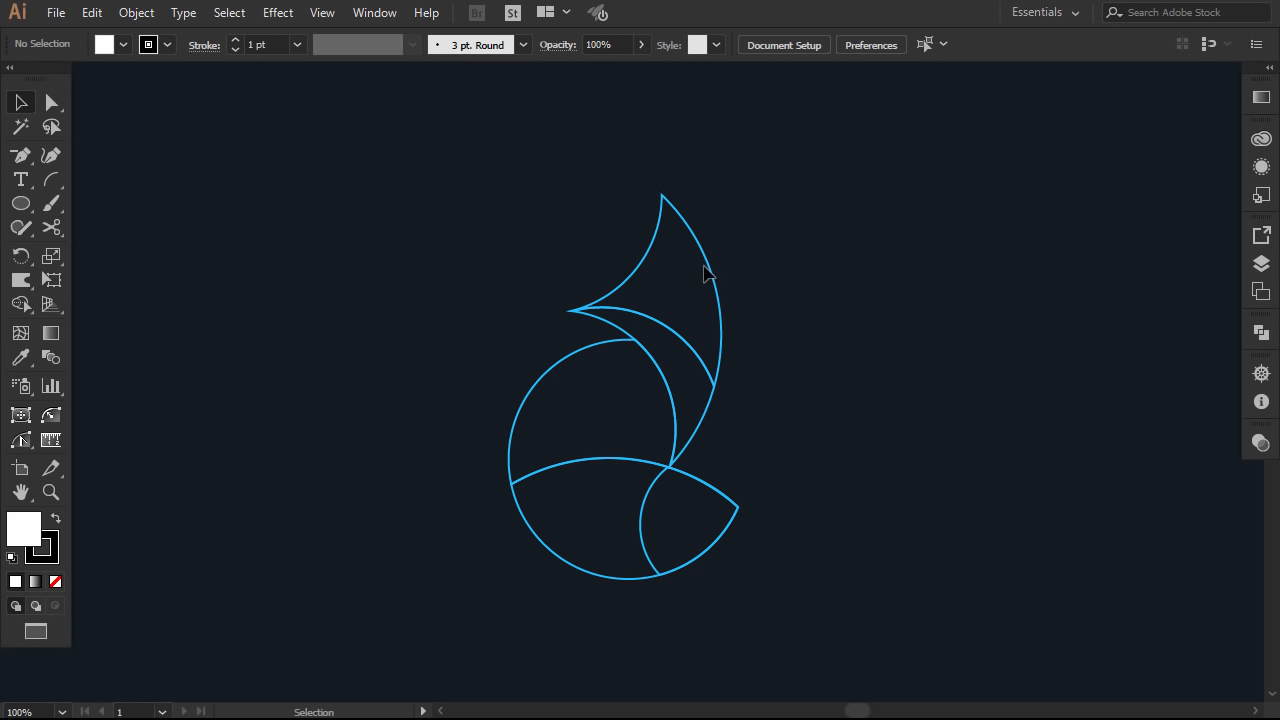 Ai File Edit Object Type Select Effect View Window Help Br St Essentials Search Adobe Stock
No Selection Stroke: 1 pt 3 pt. Round Opacity: 100% Style: Document Setup Preferences
T
100% 1 Selection